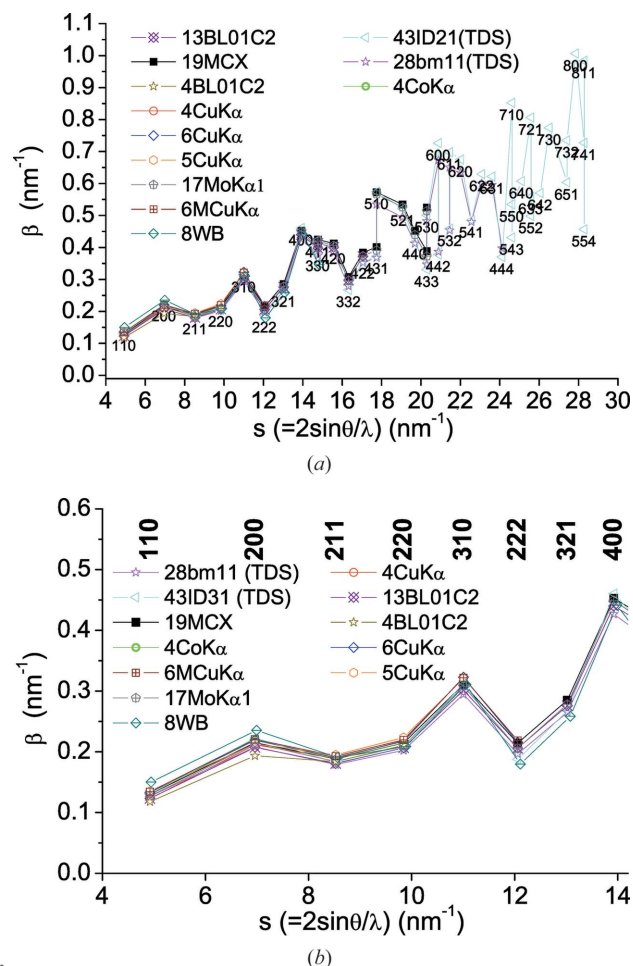 13BL01C2
19MCX
4BL01C2
4CuKα
6CuKα
5CuKα
17MoKα1
6MCuKα
8WB
43ID21(TDS)
28bm11(TDS)
4CoKα
β (nm⁻¹)
1.1
1.0
0.9
0.8
0.7
0.6
0.5
0.4
0.3
0.2
0.1
0.0
110
200
211
220
310
222
321
400
330
420
332
422
431
510
521
440
530
433
600
442
611
532
620
541
622
631
444
710
550
543
640
721
633
552
642
730
732
651
800
811
741
554
4 6 8 10 12 14 16 18 20 22 24 26 28 30
s (=2sinθ/λ) (nm⁻¹)
(a)
0.6
0.5
0.4
0.3
0.2
0.1
0.0
β (nm⁻¹)
110 200 211 220 310 222 321 400
28bm11 (TDS)
43ID31 (TDS)
19MCX
4CoKα
6MCuKα
17MoKα1
8WB
4CuKα
13BL01C2
4BL01C2
6CuKα
5CuKα
4 6 8 10 12 14
s (=2sinθ/λ) (nm⁻¹)
(b)